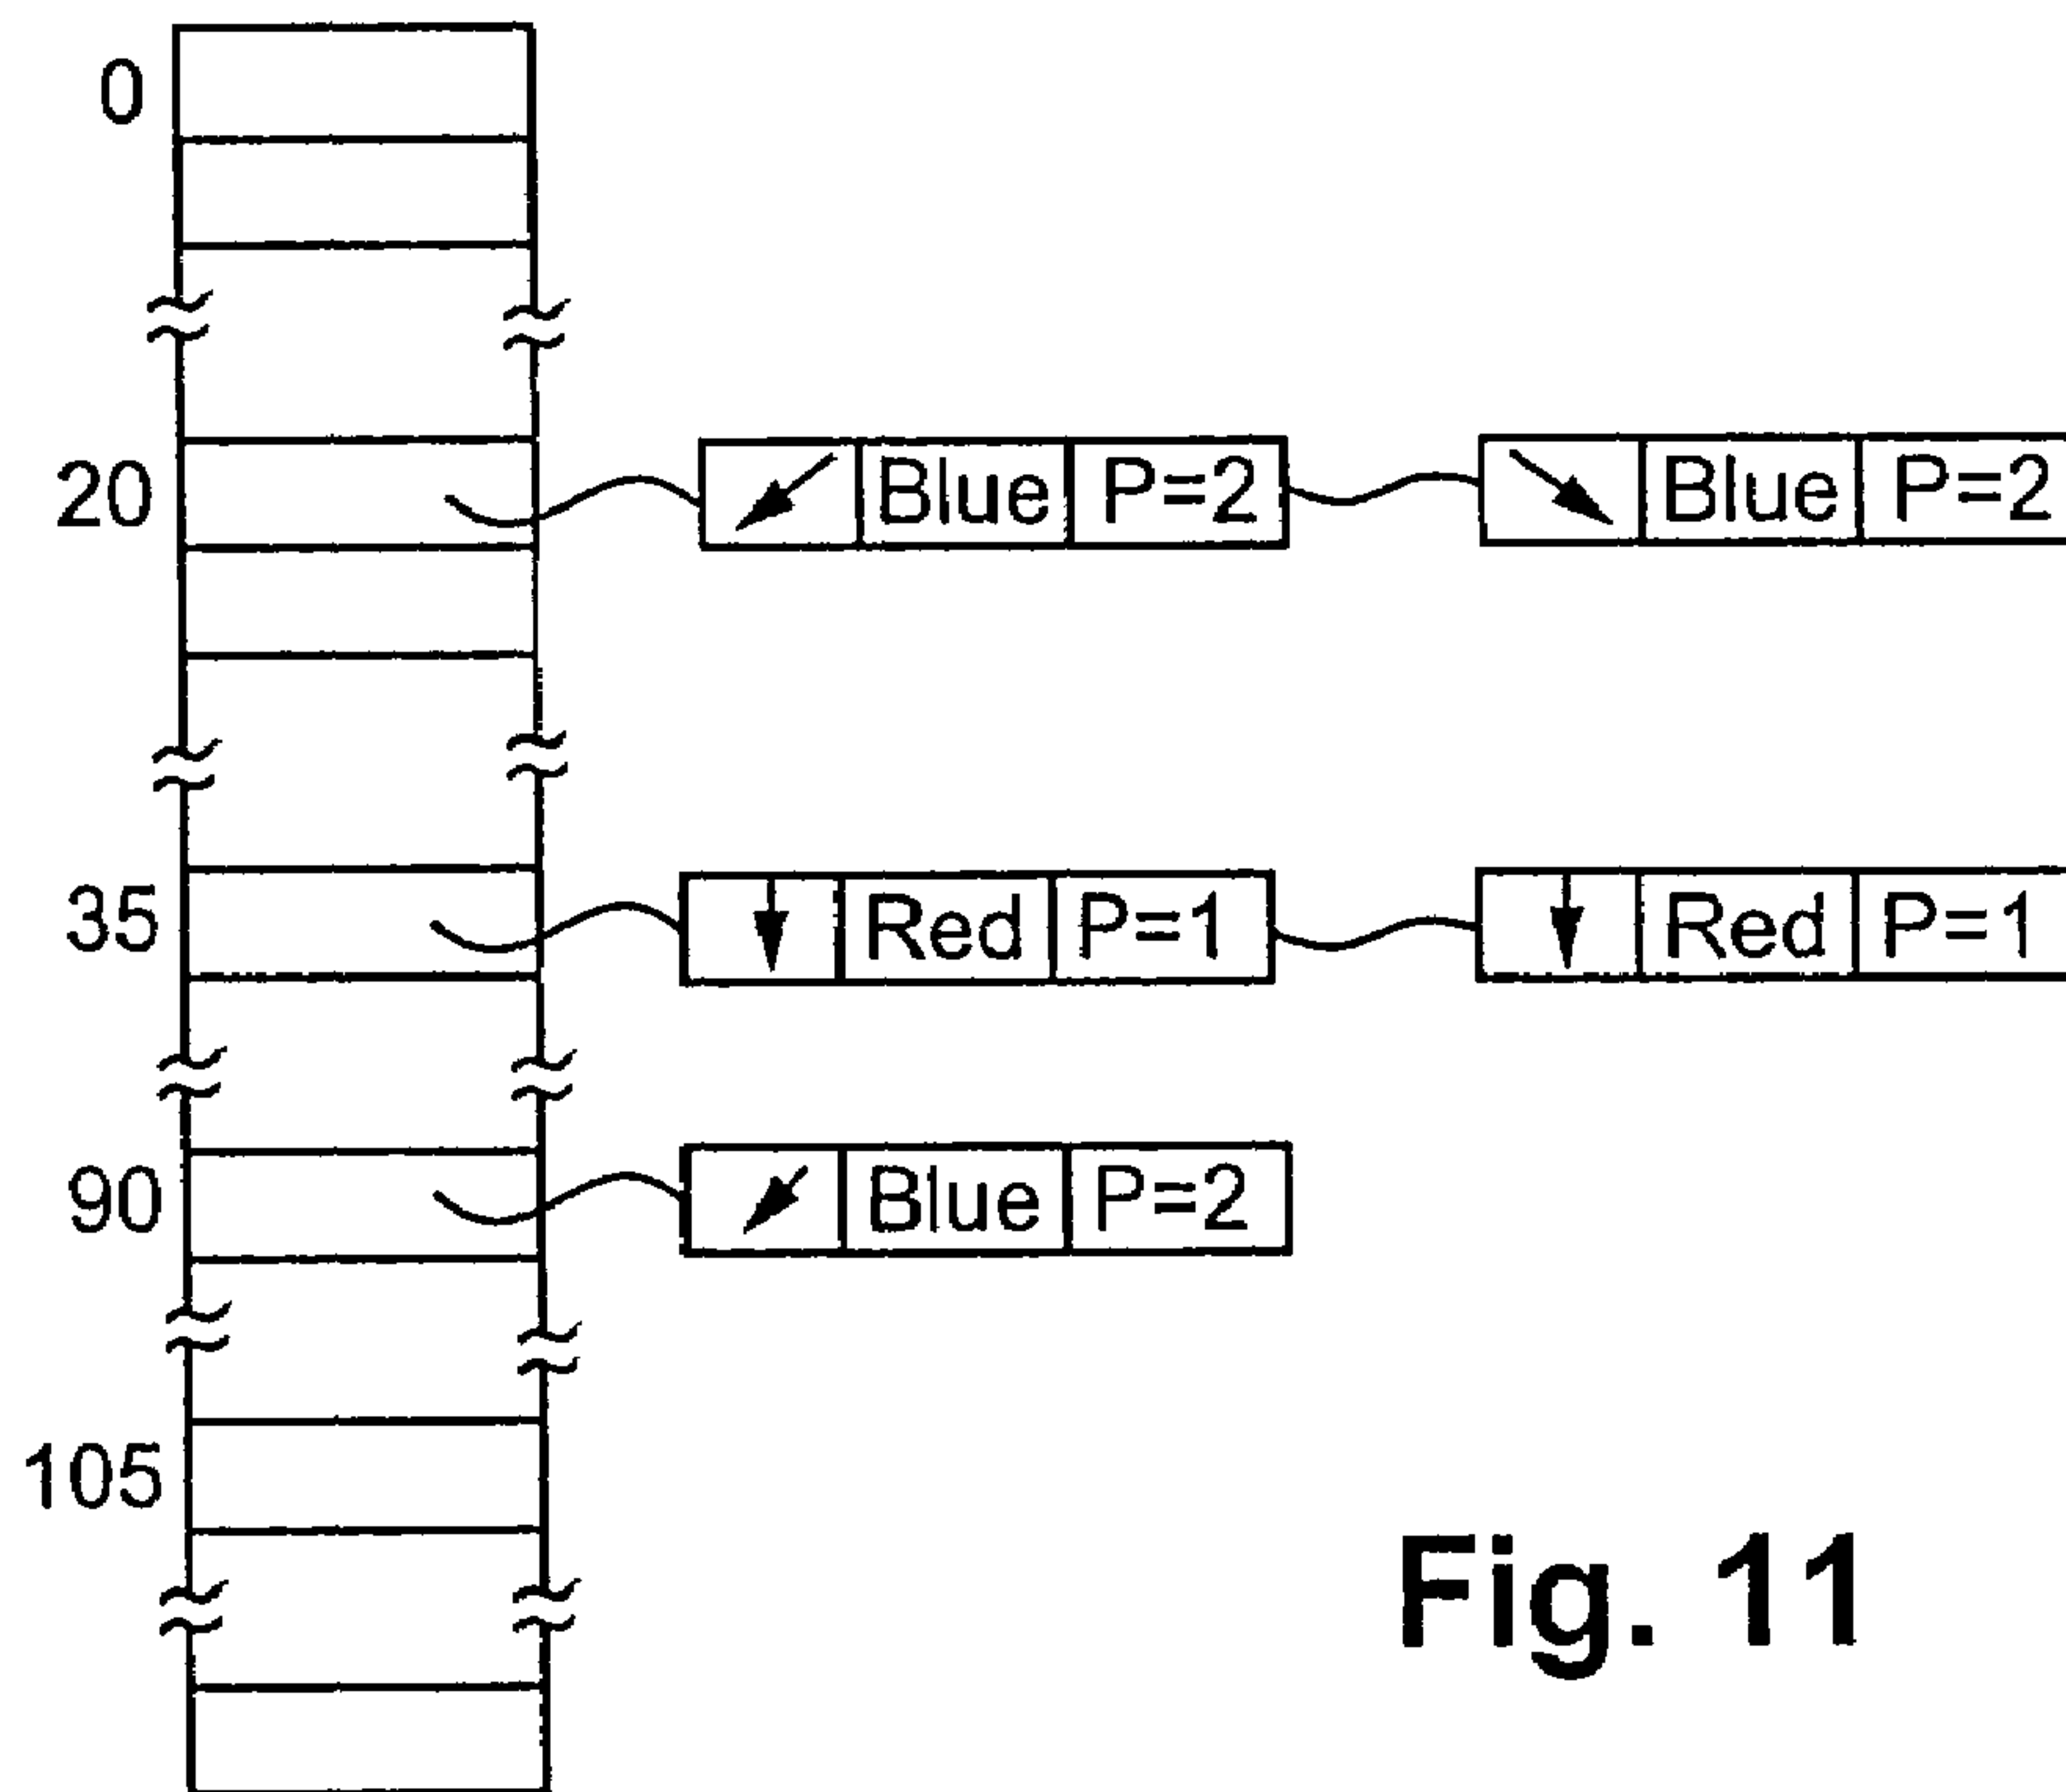 0
20 Blue P=2 Blue P=2
35 Red P=1 Red P=1
90 Blue P=2
105
Fig. 11